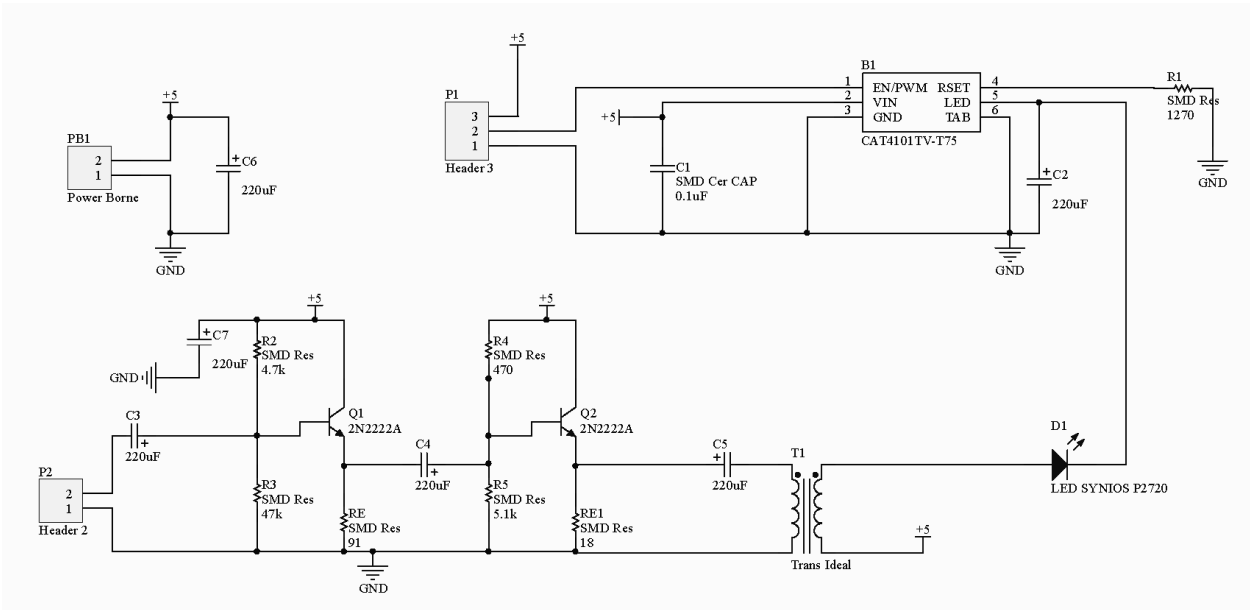 +5
PB1
2
1
Power Borne
+
C6
220uF
GND
+5
P1
3
2
1
Header 3
+5
C1
SMD Cer CAP
0.1uF
B1
1
2
3
EN/PWM RSET
VIN LED
GND TAB
4
5
6
CAT4101TV-T75
R1
SMD Res
1270
GND
+
C2
220uF
GND
+5
+
C7
220uF
GND
R2
SMD Res
4.7k
C3
+
220uF
Q1
2N2222A
P2
2
1
Header 2
R3
SMD Res
47k
RE
SMD Res
91
GND
C4
+
220uF
+5
R4
SMD Res
470
Q2
2N2222A
R5
SMD Res
5.1k
RE1
SMD Res
18
C5
+
220uF
T1
Trans Ideal
D1
LED SYNIOS P2720
+5